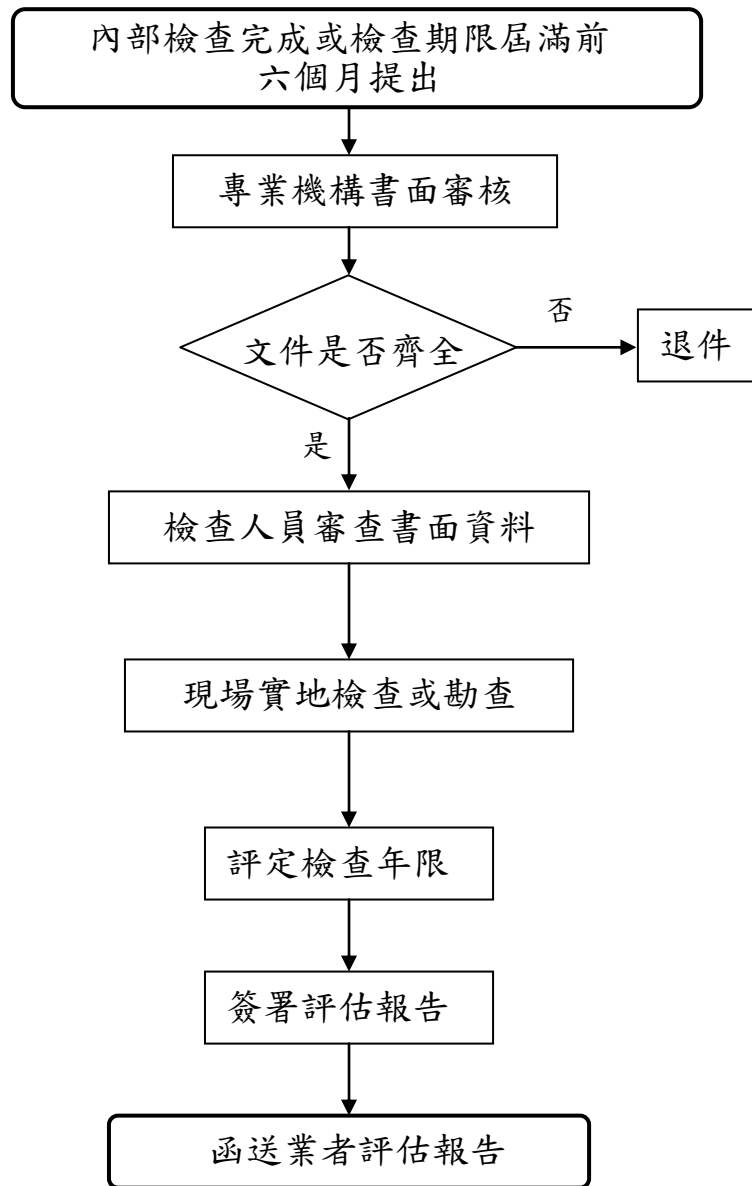 內部檢查完成或檢查期限屆滿前
六個月提出
專業機構書面審核
文件是否齊全
否
退件
是
檢查人員審查書面資料
現場實地檢查或勘查
評定檢查年限
簽署評估報告
函送業者評估報告